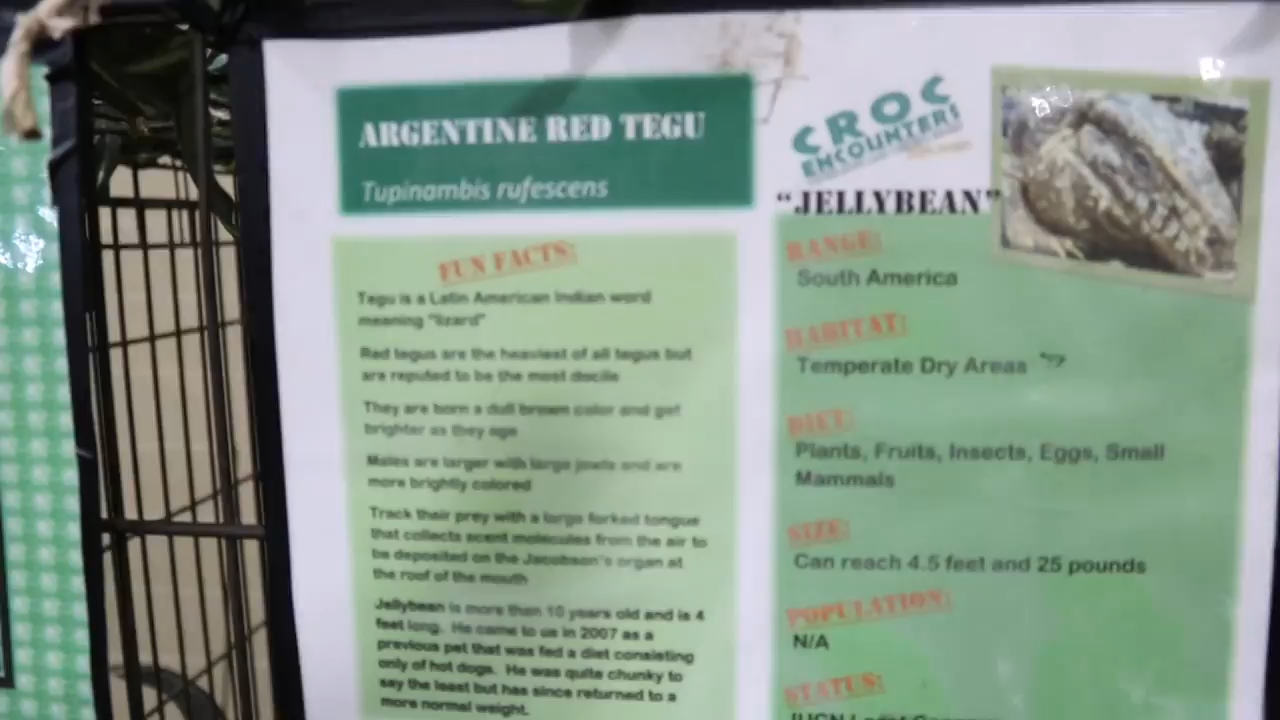 ARGENTINE RED TEGU
Tupinambis rufescens
FUN FACTS:
Tegu is a Latin American Indian word
meaning "lizard"
Red tegus are the heaviest of all tegus but
are reputed to be the most docile
They are born a dull brown color and get
brighter as they age
Males are larger with large jowls and are
more brightly colored
Track their prey with a large forked tongue
that collects scent molecules from the air to
be deposited on the Jacobson's organ at
the roof of the mouth
Jellybean is more than 10 years old and is 4
feet long. He came to us in 2007 as a
previous pet that was fed a diet consisting
only of hot dogs. He was quite chunky to
say the least but has since returned to a
more normal weight.
CROC
ENCOUNTERS
"JELLYBEAN"
RANGE:
South America
HABITAT:
Temperate Dry Areas
DIET:
Plants, Fruits, Insects, Eggs, Small
Mammals
SIZE:
Can reach 4.5 feet and 25 pounds
POPULATION:
N/A
STATUS:
IUCN Least Concern